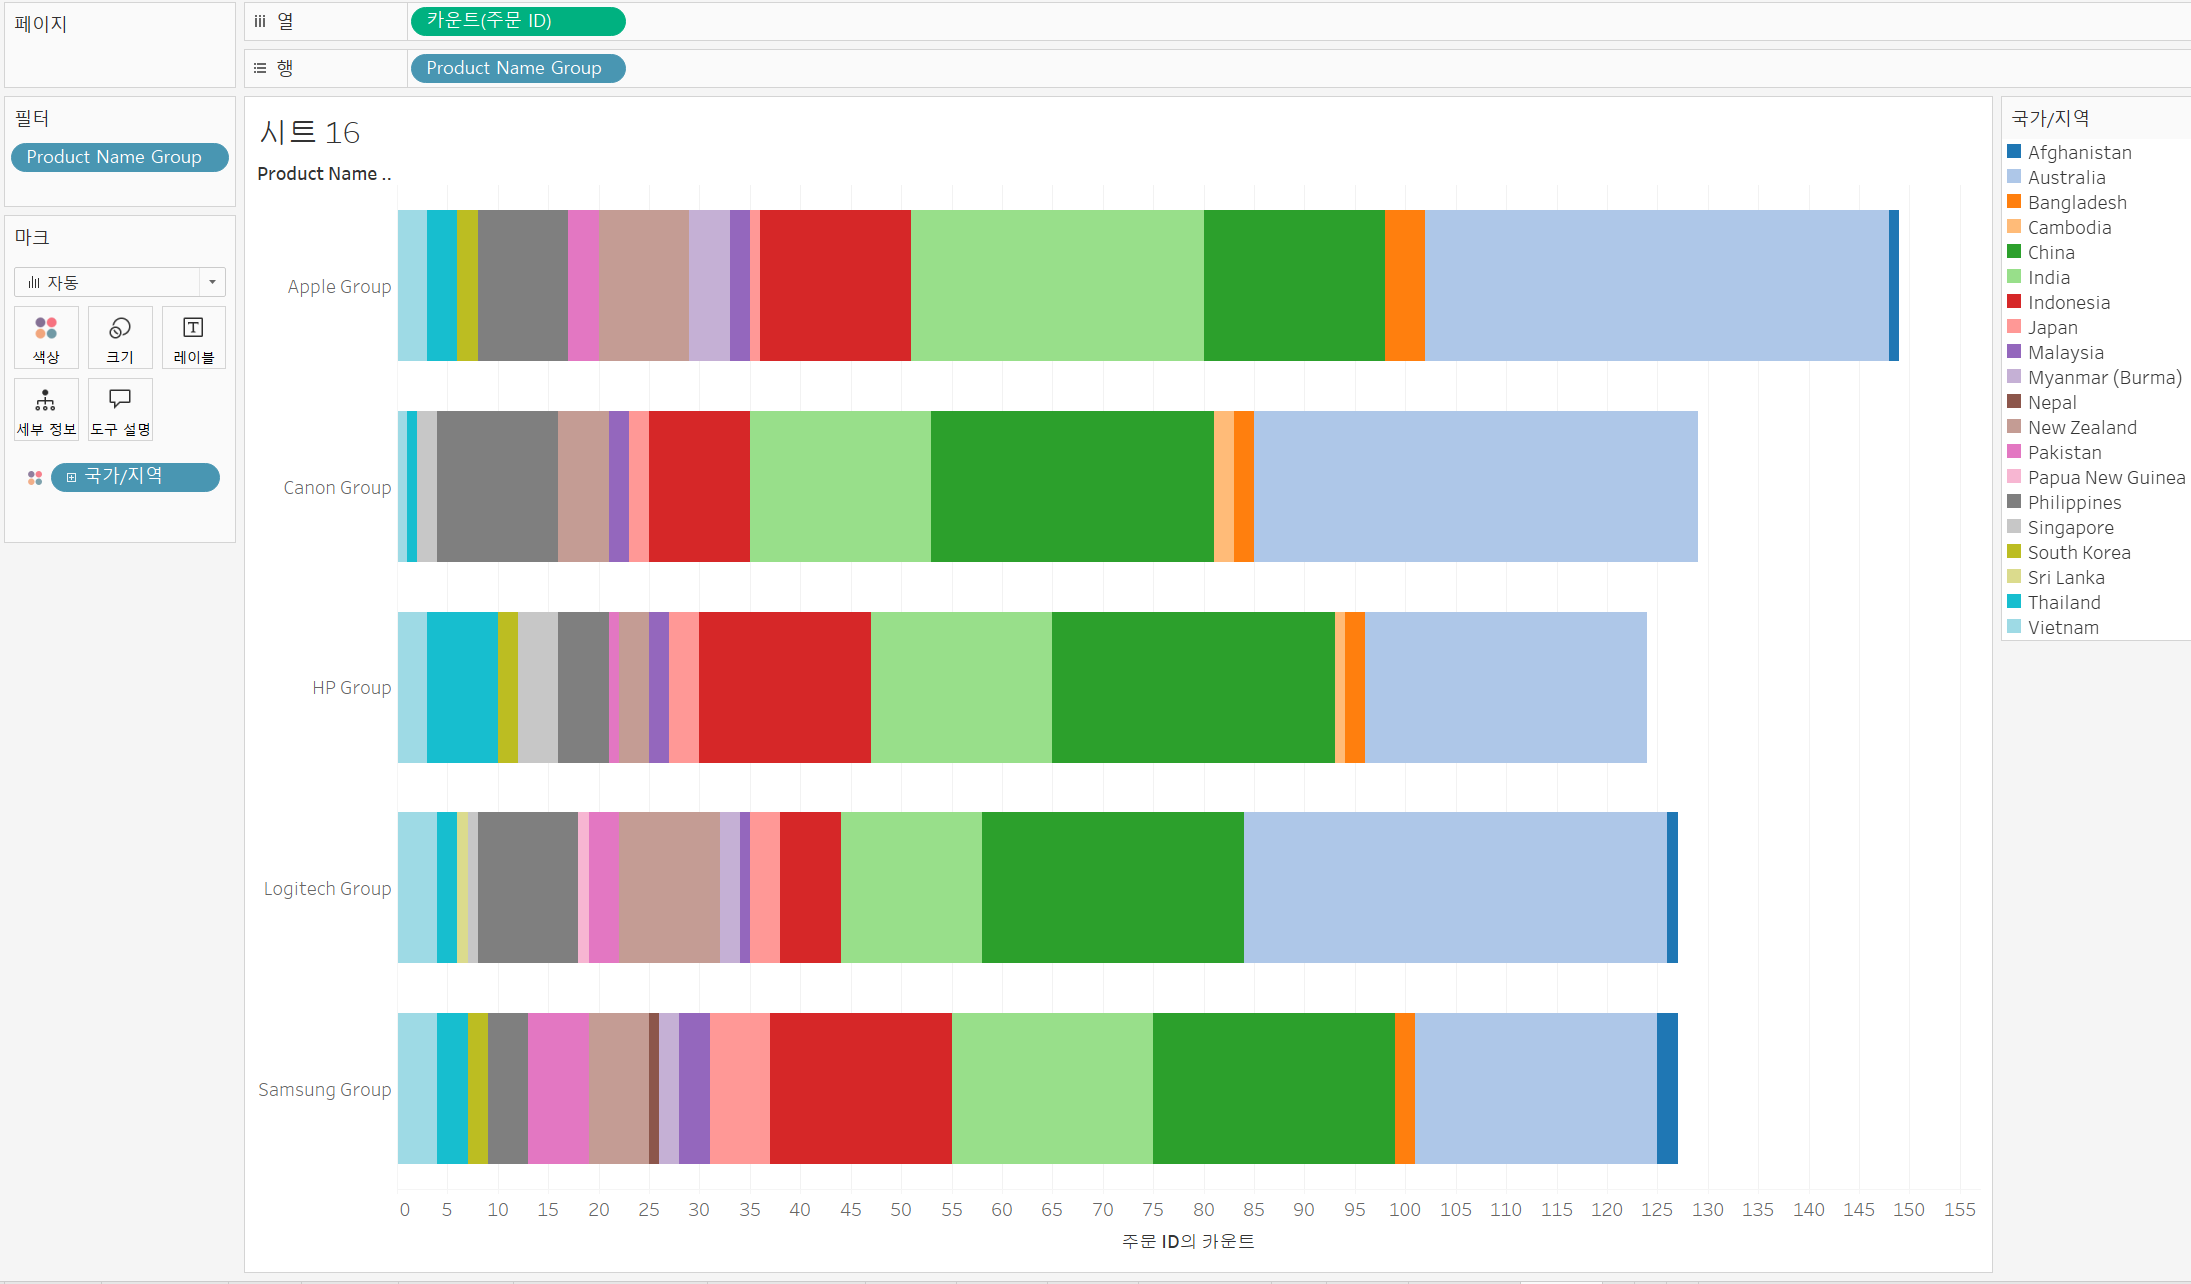 페이지
열
카운트(주문 ID)
행
Product Name Group
필터
Product Name Group
마크
자동
색상
크기
레이블
세부 정보
도구 설명
국가/지역
시트 16
Product Name ..
Apple Group
Canon Group
HP Group
Logitech Group
Samsung Group
0 5 10 15 20 25 30 35 40 45 50 55 60 65 70 75 80 85 90 95 100 105 110 115 120 125 130 135 140 145 150 155
주문 ID의 카운트
국가/지역
Afghanistan
Australia
Bangladesh
Cambodia
China
India
Indonesia
Japan
Malaysia
Myanmar (Burma)
Nepal
New Zealand
Pakistan
Papua New Guinea
Philippines
Singapore
South Korea
Sri Lanka
Thailand
Vietnam